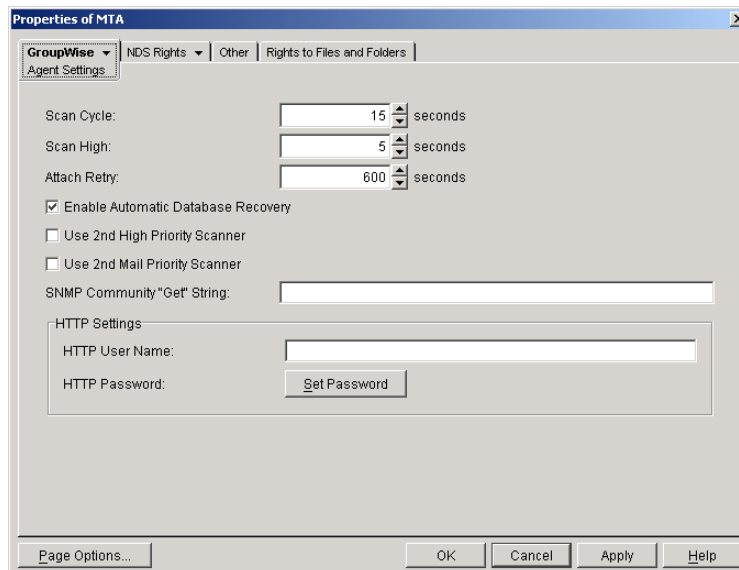 Properties of MTA
GroupWise NDS Rights Other Rights to Files and Folders
Agent Settings
Scan Cycle: 15 seconds
Scan High: 5 seconds
Attach Retry: 600 seconds
Enable Automatic Database Recovery
Use 2nd High Priority Scanner
Use 2nd Mail Priority Scanner
SNMP Community "Get" String:
HTTP Settings
HTTP User Name:
HTTP Password: Set Password
Page Options... OK Cancel Apply Help